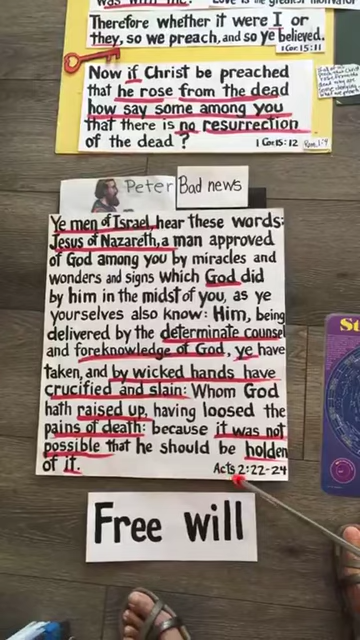 was with me.
Therefore whether it were I or
they, so we preach, and so ye believed.
1 Cor. 15:11
Now if Christ be preached
that he rose from the dead
how say some among you
that there is no resurrection
of the dead? 1 Cor 15:12
Rom. 1:4
Peter Bad news
Ye men of Israel, hear these words:
Jesus of Nazareth, a man approved
of God among you by miracles and
wonders and signs which God did
by him in the midst of you, as ye
yourselves also know: Him, being
delivered by the determinate counsel
and foreknowledge of God, ye have
taken, and by wicked hands have
crucified and slain: Whom God
hath raised up, having loosed the
pains of death: because it was not
possible that he should be holden
of it. Acts 2:22-24
Free will